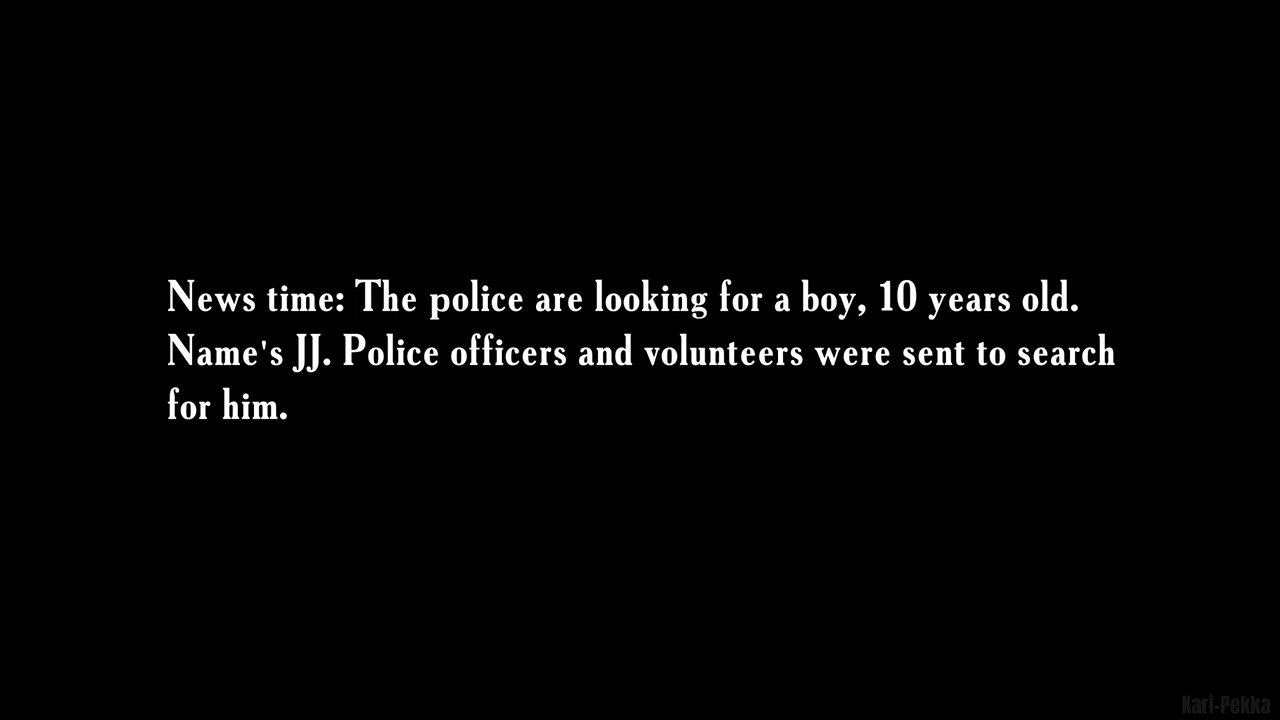 News time: The police are looking for a boy, 10 years old.
Name's JJ. Police officers and volunteers were sent to search
for him.
Kari-Pekka